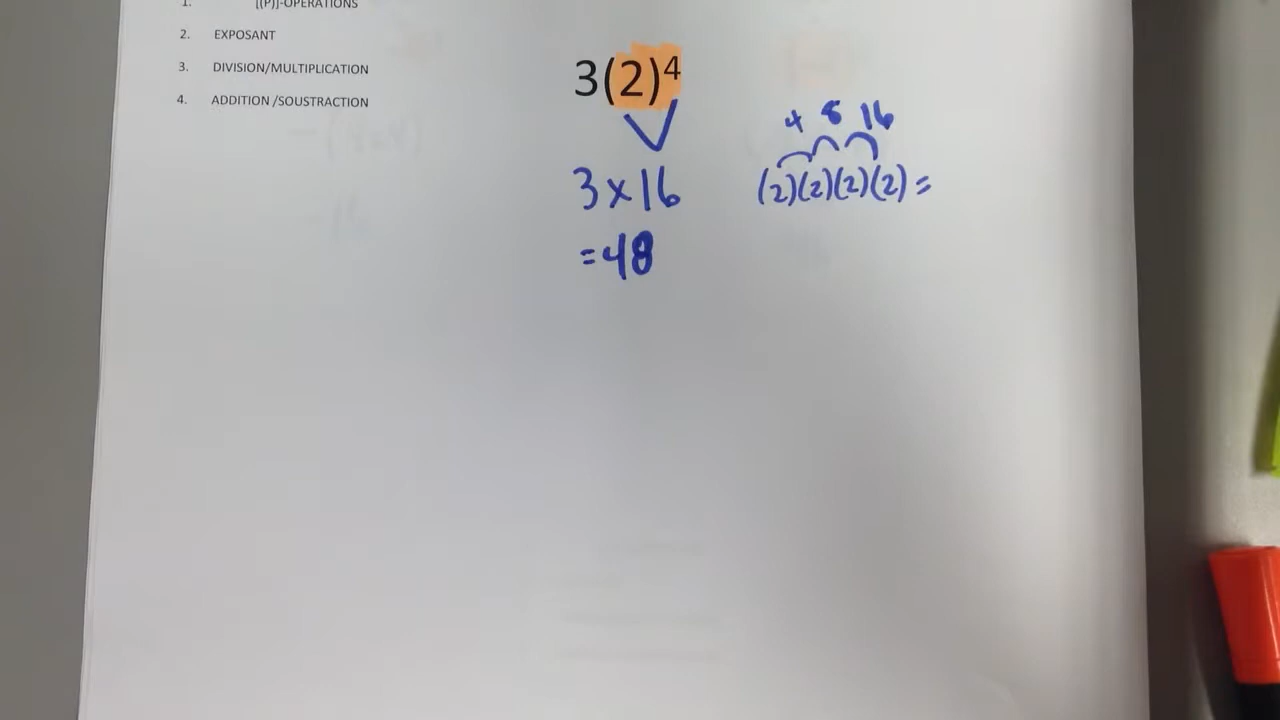 1. [(P)]-OPERATIONS
2. EXPOSANT
3. DIVISION/MULTIPLICATION
4. ADDITION /SOUSTRACTION
3(2)⁴
4 8 16
3 x 16
(2)(2)(2)(2) =
= 48